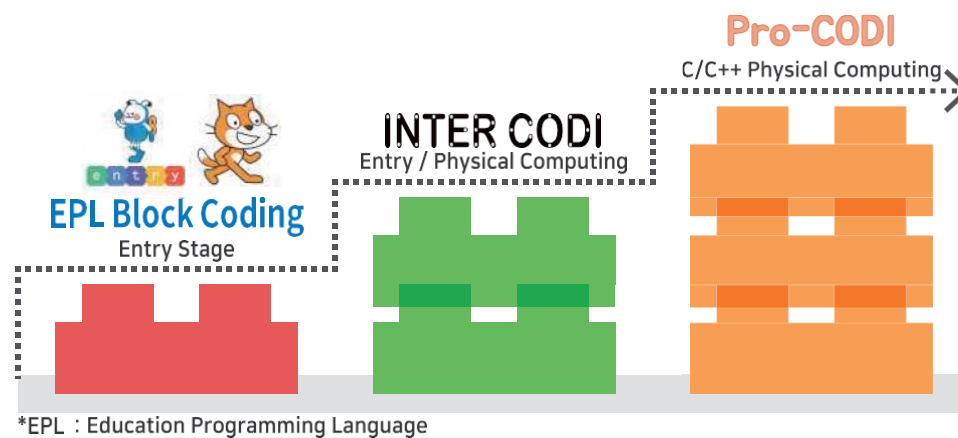 Pro-CODI
C/C++ Physical Computing
INTER CODI
Entry / Physical Computing
entry
EPL Block Coding
Entry Stage
*EPL : Education Programming Language